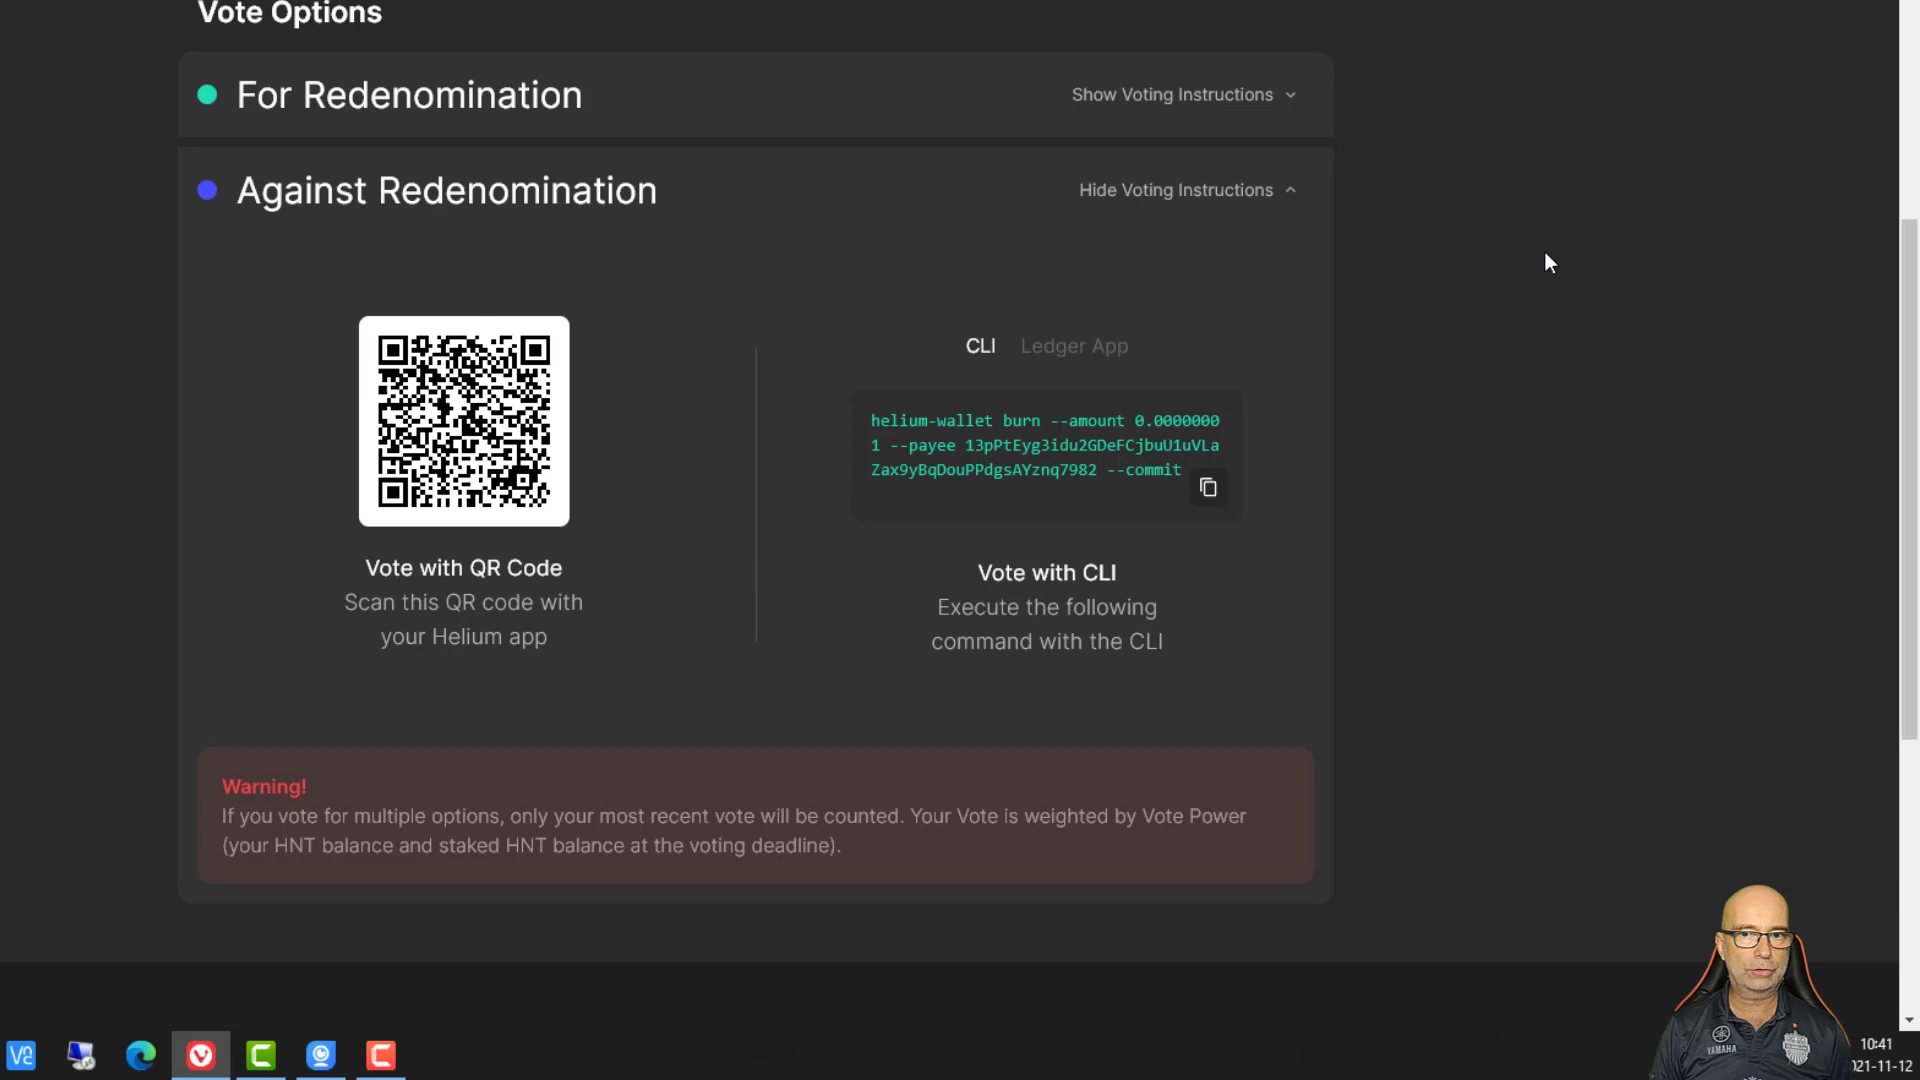 Vote Options
For Redenomination
Show Voting Instructions
Against Redenomination
Hide Voting Instructions
CLI Ledger App
helium-wallet burn --amount 0.0000000
1 --payee 13pPtEyg3idu2GDeFCjbuU1uVLa
Zax9yBqDouPPdgsAYznq7982 --commit
Vote with QR Code
Scan this QR code with
your Helium app
Vote with CLI
Execute the following
command with the CLI
Warning!
If you vote for multiple options, only your most recent vote will be counted. Your Vote is weighted by Vote Power
(your HNT balance and staked HNT balance at the voting deadline).
YAMAHA
10:41
021-11-12